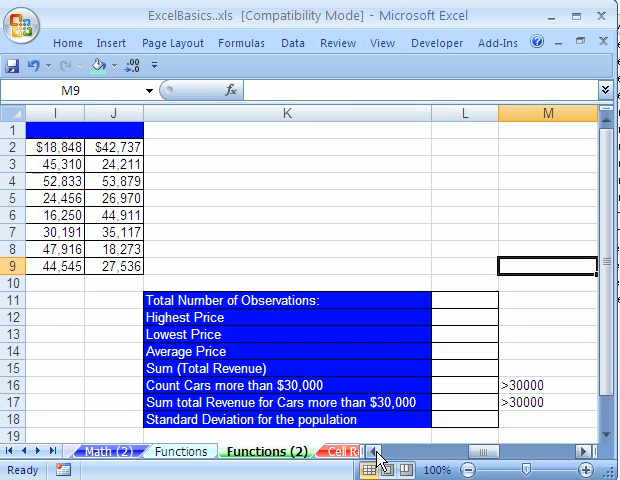 ExcelBasics..xls [Compatibility Mode] - Microsoft Excel
Home Insert Page Layout Formulas Data Review View Developer Add-Ins
M9 fx
I J K L M
1
2 $18,848 $42,737
3 45,310 24,211
4 52,833 53,879
5 24,456 26,970
6 16,250 44,911
7 30,191 35,117
8 47,916 18,273
9 44,545 27,536
10
11 Total Number of Observations:
12 Highest Price
13 Lowest Price
14 Average Price
15 Sum (Total Revenue)
16 Count Cars more than $30,000 >30000
17 Sum total Revenue for Cars more than $30,000 >30000
18 Standard Deviation for the population
19
Math (2) Functions Functions (2) Cell R
Ready 100%